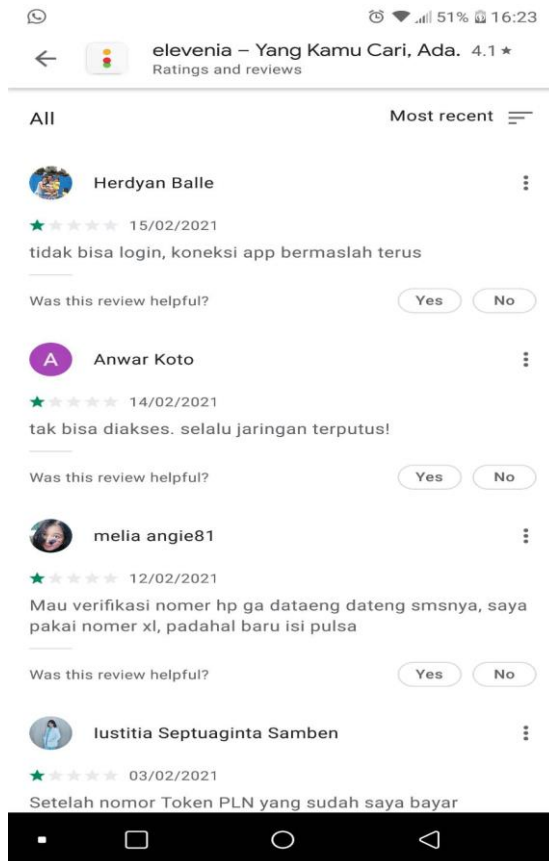 51% 16:23
elevenia – Yang Kamu Cari, Ada. 4.1★
Ratings and reviews
All Most recent
Herdyan Balle
15/02/2021
tidak bisa login, koneksi app bermaslah terus
Was this review helpful? Yes No
A Anwar Koto
14/02/2021
tak bisa diakses. selalu jaringan terputus!
Was this review helpful? Yes No
melia angie81
12/02/2021
Mau verifikasi nomer hp ga dataeng dateng smsnya, saya
pakai nomer xl, padahal baru isi pulsa
Was this review helpful? Yes No
Iustitia Septuaginta Samben
03/02/2021
Setelah nomor Token PLN yang sudah saya bayar